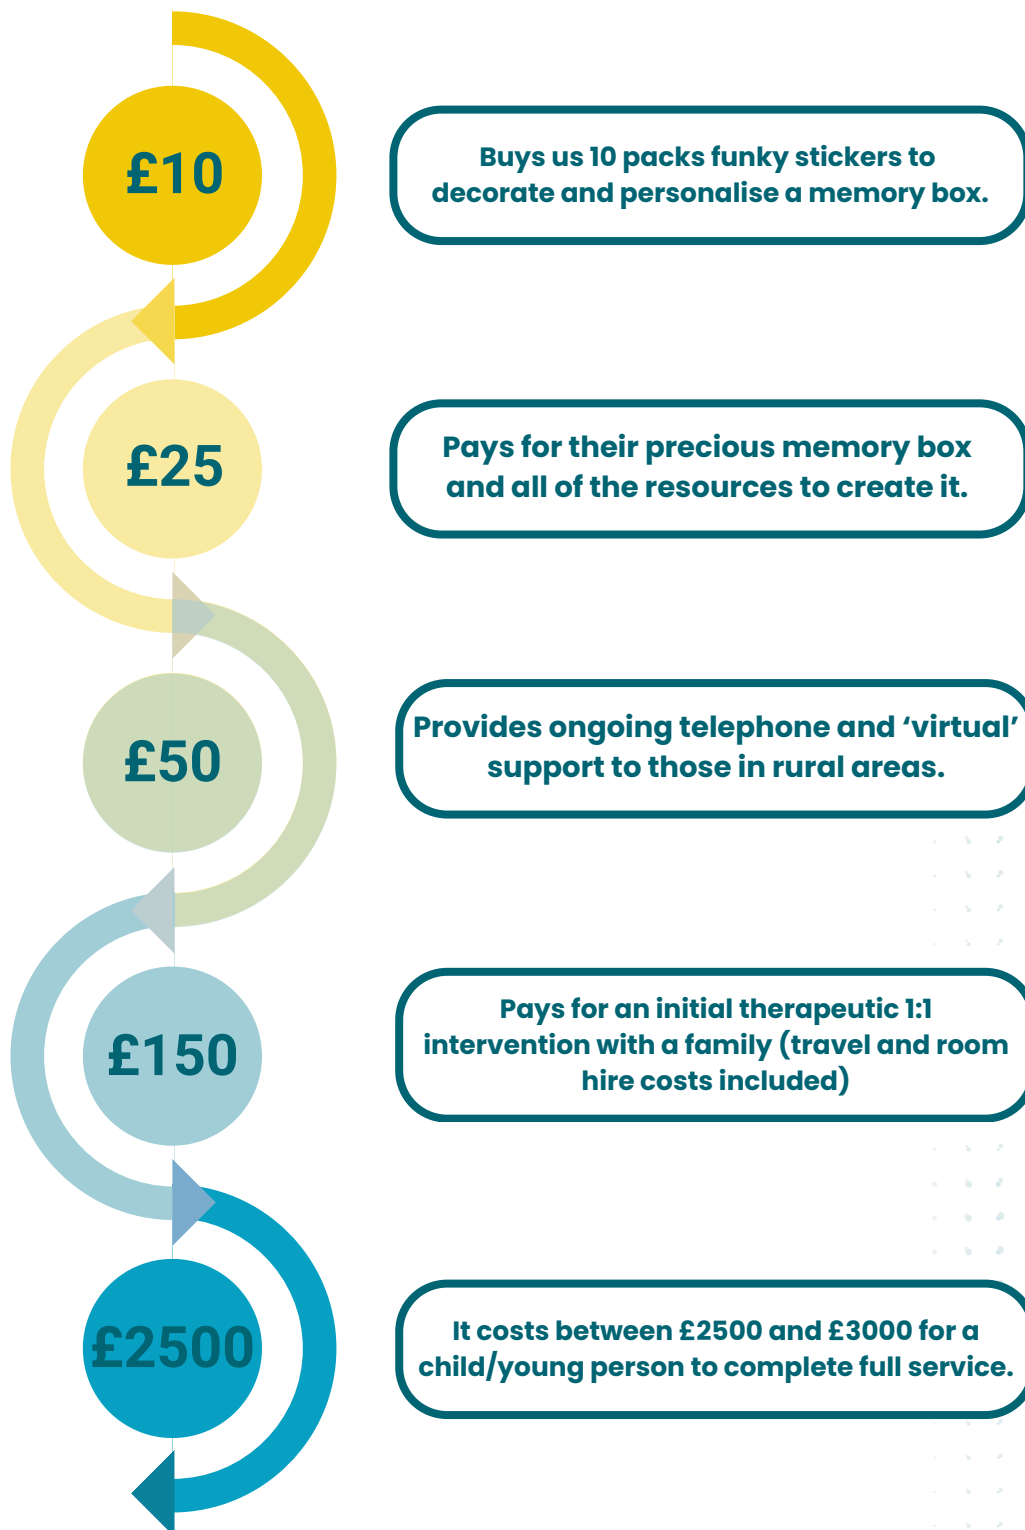 £10
Buys us 10 packs funky stickers to
decorate and personalise a memory box.
£25
Pays for their precious memory box
and all of the resources to create it.
£50
Provides ongoing telephone and ‘virtual’
support to those in rural areas.
£150
Pays for an initial therapeutic 1:1
intervention with a family (travel and room
hire costs included)
£2500
It costs between £2500 and £3000 for a
child/young person to complete full service.